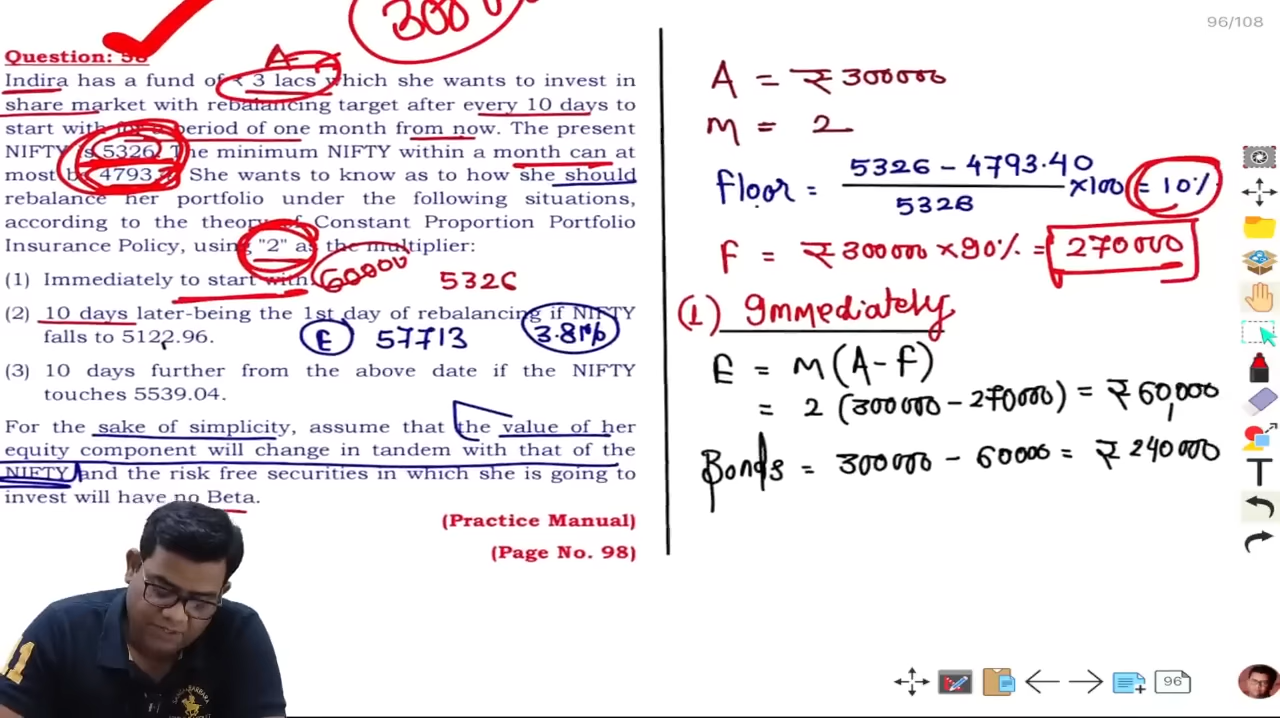 96/108
300
Question: 58
A = A
Indira has a fund of ₹ 3 lacs which she wants to invest in
share market with rebalancing target after every 10 days to
start with for a period of one month from now. The present
NIFTY is 5326. The minimum NIFTY within a month can at
most be 4793.4. She wants to know as to how she should
rebalance her portfolio under the following situations,
according to the theory of Constant Proportion Portfolio
Insurance Policy, using "2" as the multiplier:
(1) Immediately to start with. 60000 5326
(2) 10 days later-being the 1st day of rebalancing if NIFTY
falls to 5122.96. E 57713 3.81%
(3) 10 days further from the above date if the NIFTY
touches 5539.04.
For the sake of simplicity, assume that the value of her
equity component will change in tandem with that of the
NIFTY and the risk free securities in which she is going to
invest will have no Beta.
(Practice Manual)
(Page No. 98)
A = ₹ 300000
M = 2
Floor = 5326 - 4793.40
5326
×100 = 10%
F = ₹ 300000 × 90% = 270000
(1) Immediately
E = M (A - F)
= 2 (300000 - 270000) = ₹ 60,000
Bonds = 300000 - 60000 = ₹ 240000
11
T
96